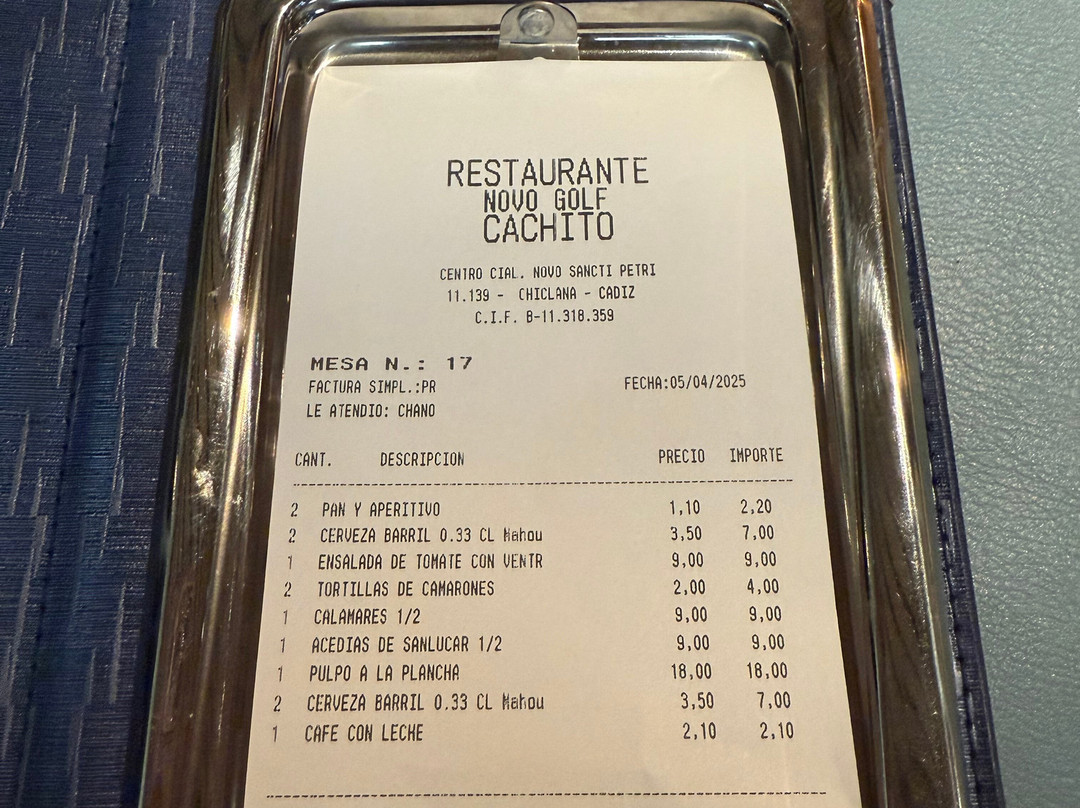 RESTAURANTE
NOVO GOLF
CACHITO
CENTRO CIAL. NOVO SANCTI PETRI
11.139 - CHICLANA - CADIZ
C.I.F. B-11.318.359
MESA N.: 17
FACTURA SIMPL.:PR FECHA:05/04/2025
LE ATENDIO: CHANO
CANT. DESCRIPCION PRECIO IMPORTE
2 PAN Y APERITIVO 1,10 2,20
2 CERVEZA BARRIL 0.33 CL Mahou 3,50 7,00
1 ENSALADA DE TOMATE CON VENTR 9,00 9,00
2 TORTILLAS DE CAMARONES 2,00 4,00
1 CALAMARES 1/2 9,00 9,00
1 ACEDIAS DE SANLUCAR 1/2 9,00 9,00
1 PULPO A LA PLANCHA 18,00 18,00
2 CERVEZA BARRIL 0.33 CL Mahou 3,50 7,00
1 CAFE CON LECHE 2,10 2,10